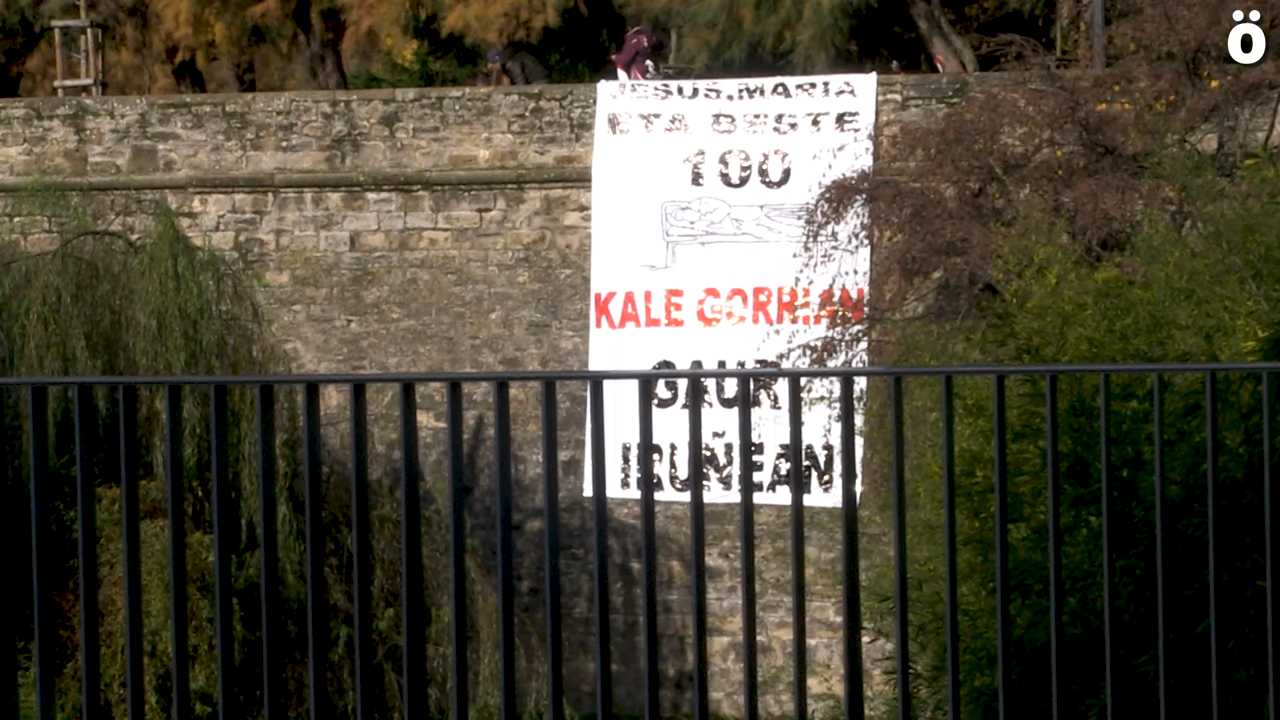 JESUS, MARIA
ETA BESTE
100
KALE GORRIAN
GAUR
IRUÑEAN
ö